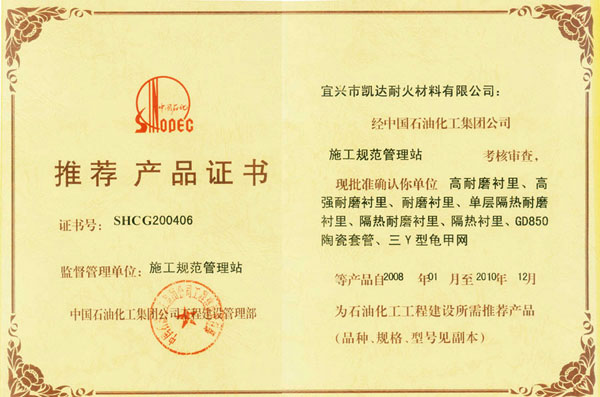 中国石化
SINOPEC
推荐 产品证书
证书号：SHCG200406
监督管理单位：施工规范管理站
中国石油化工集团公司工程建设管理部
宜兴市凯达耐火材料有限公司：
经中国石油化工集团公司
施工规范管理站 考核审查，
现批准确认你单位 高耐磨衬里、高
强耐磨衬里、耐磨衬里、单层隔热耐磨
衬里、隔热耐磨衬里、隔热衬里、GD850
陶瓷套管、三Y型龟甲网
等产品自2008 年01 月至2010年 12月
为石油化工工程建设所需推荐产品
（品种、规格、型号见副本）